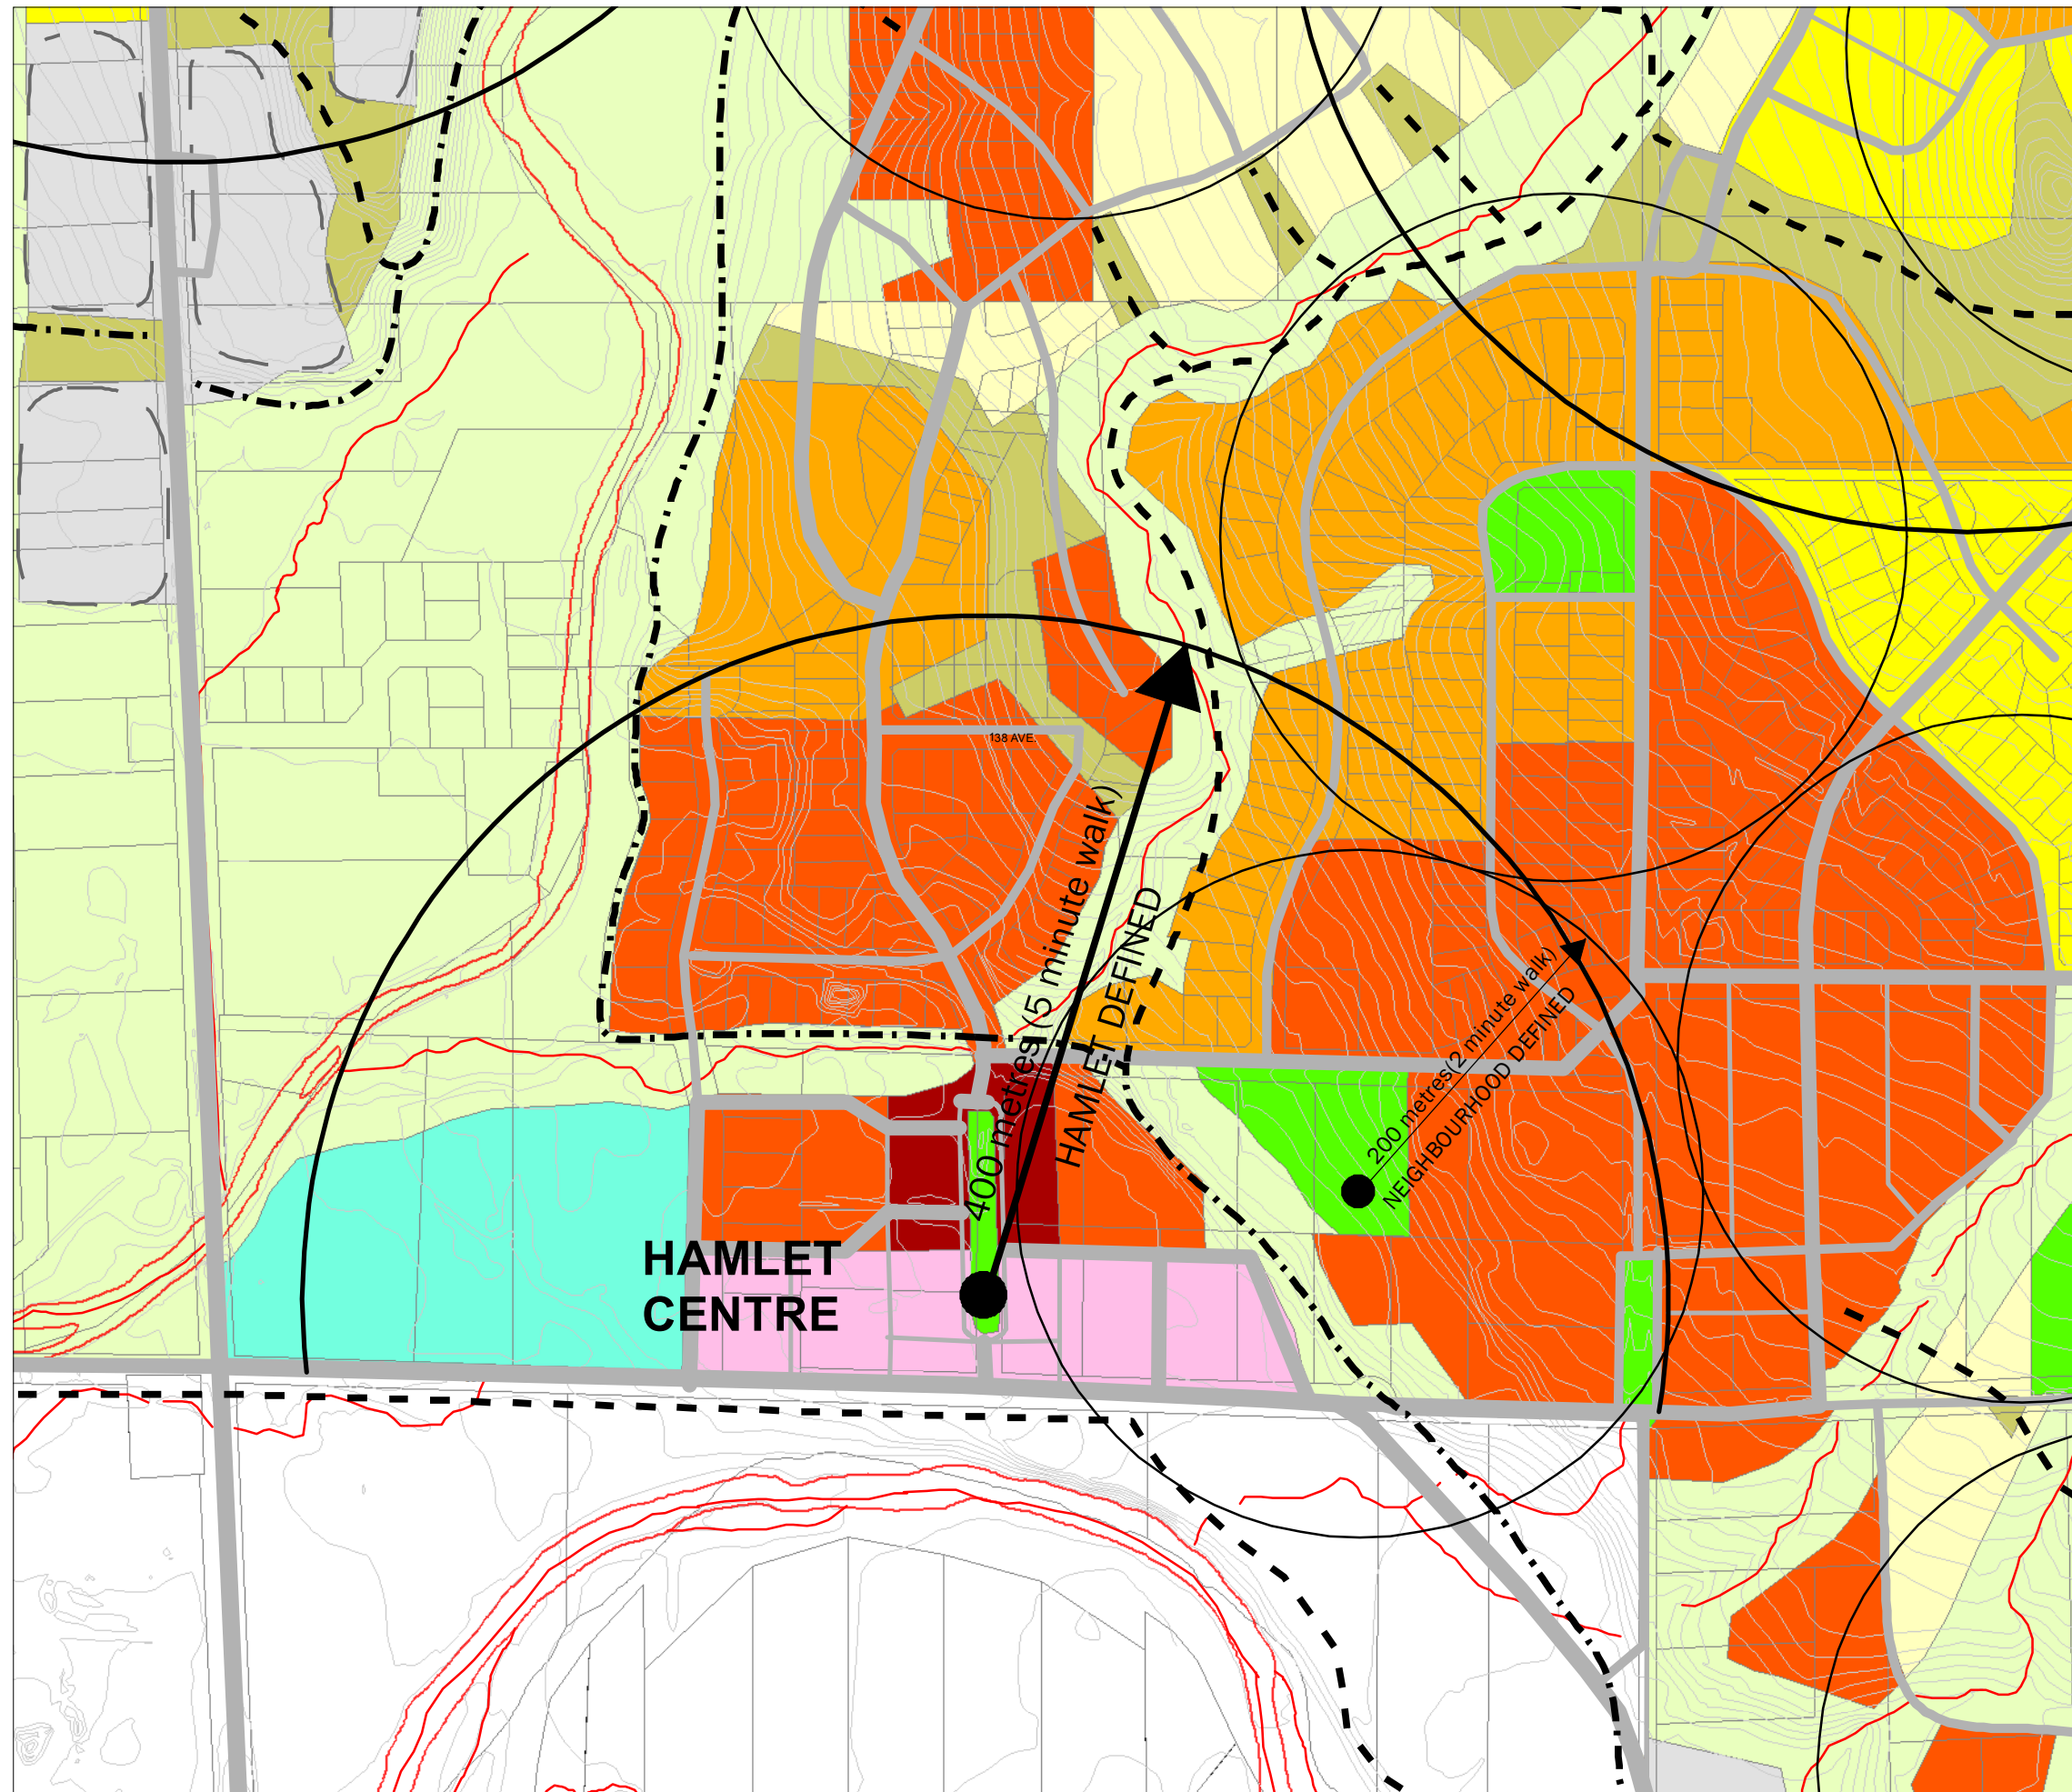 138 AVE.
400 metres (5 minute walk)
HAMLET DEFINED
200 metres(2 minute walk)
NEIGHBOURHOOD DEFINED
HAMLET
CENTRE